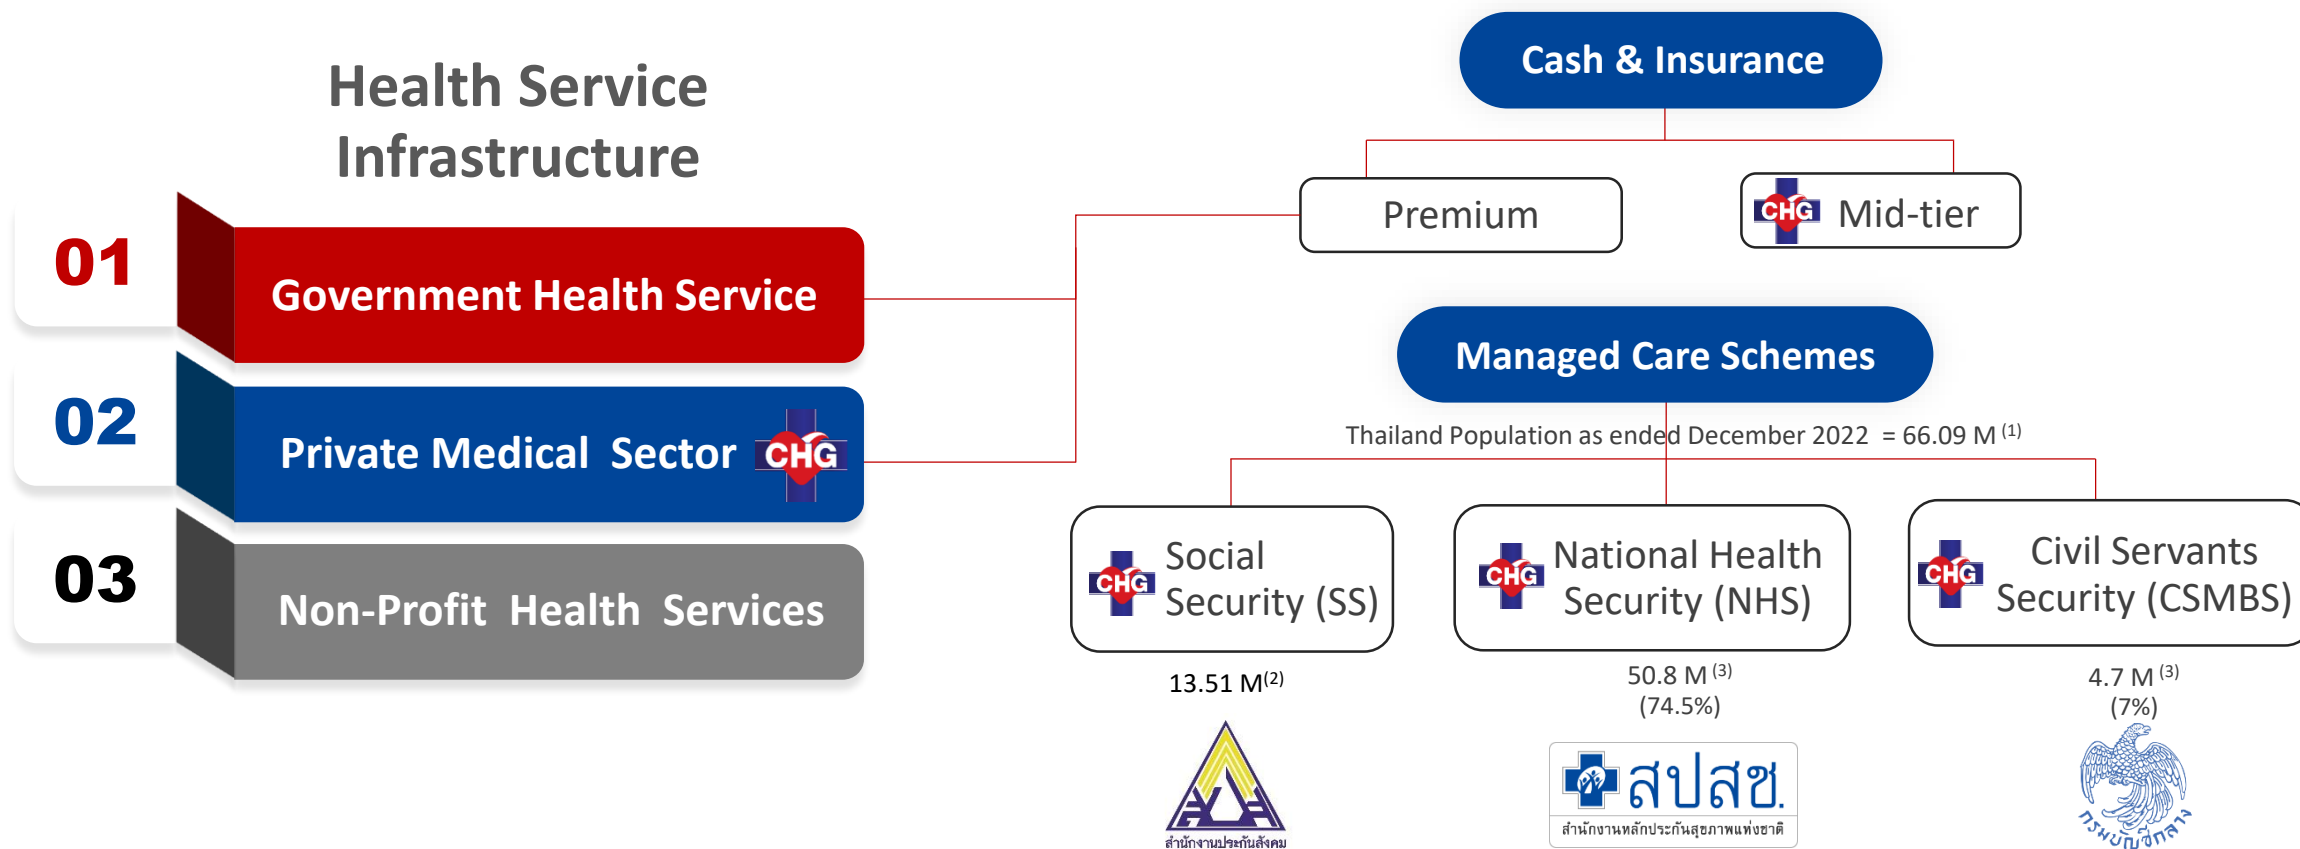 Health Service
Infrastructure
01
Government Health Service
02
Private Medical Sector
CHG
03
Non-Profit Health Services
Cash & Insurance
Premium
CHG
Mid-tier
Managed Care Schemes
Thailand Population as ended December 2022 = 66.09 M (1)
CHG
Social
Security (SS)
13.51 M(2)
สำนักงานประกันสังคม
CHG
National Health
Security (NHS)
50.8 M (3)
(74.5%)
สปสช.
สำนักงานหลักประกันสุขภาพแห่งชาติ
CHG
Civil Servants
Security (CSMBS)
4.7 M (3)
(7%)
กรมบัญชีกลาง